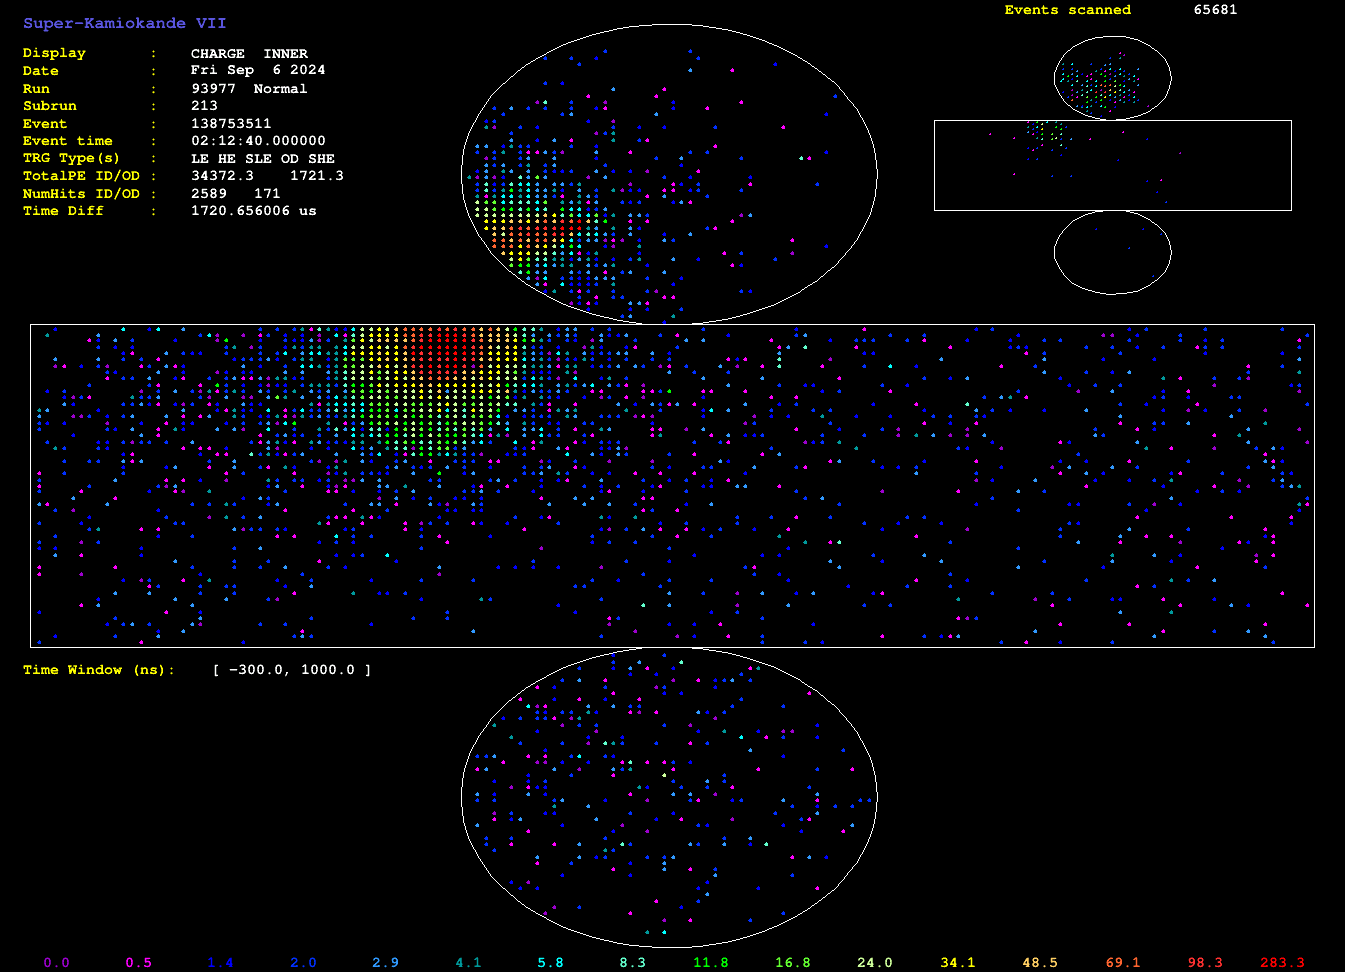 Super-Kamiokande VII
Events scanned 65681
Display : CHARGE INNER
Date : Fri Sep 6 2024
Run : 93977 Normal
Subrun : 213
Event : 138753511
Event time : 02:12:40.000000
TRG Type(s) : LE HE SLE OD SHE
TotalPE ID/OD : 34372.3 1721.3
NumHits ID/OD : 2589 171
Time Diff : 1720.656006 us
Time Window (ns): [ -300.0, 1000.0 ]
0.0 0.5 1.4 2.0 2.9 4.1 5.8 8.3 11.8 16.8 24.0 34.1 48.5 69.1 98.3 283.3